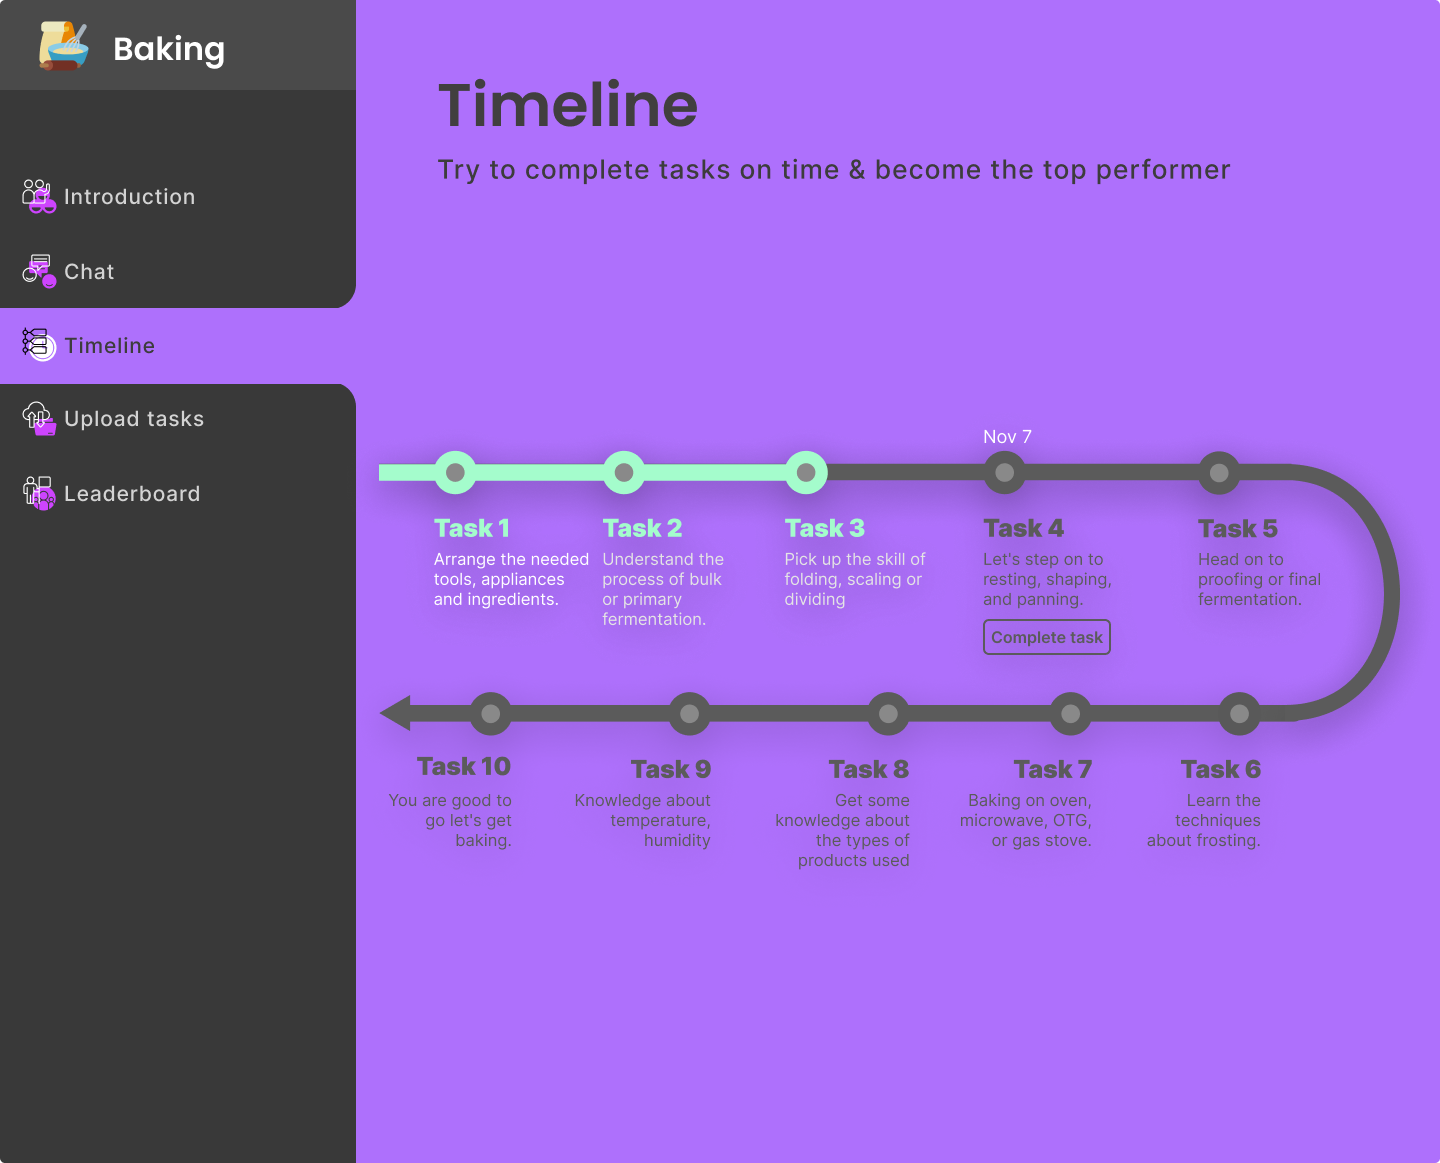 Baking
Introduction
Chat
Timeline
Upload tasks
Leaderboard
Timeline
Try to complete tasks on time & become the top performer
Nov 7
Task 1
Arrange the needed
tools, appliances
and ingredients.
Task 2
Understand the
process of bulk
or primary
fermentation.
Task 3
Pick up the skill of
folding, scaling or
dividing
Task 4
Let's step on to
resting, shaping,
and panning.
Complete task
Task 5
Head on to
proofing or final
fermentation.
Task 10
You are good to
go let's get
baking.
Task 9
Knowledge about
temperature,
humidity
Task 8
Get some
knowledge about
the types of
products used
Task 7
Baking on oven,
microwave, OTG,
or gas stove.
Task 6
Learn the
techniques
about frosting.